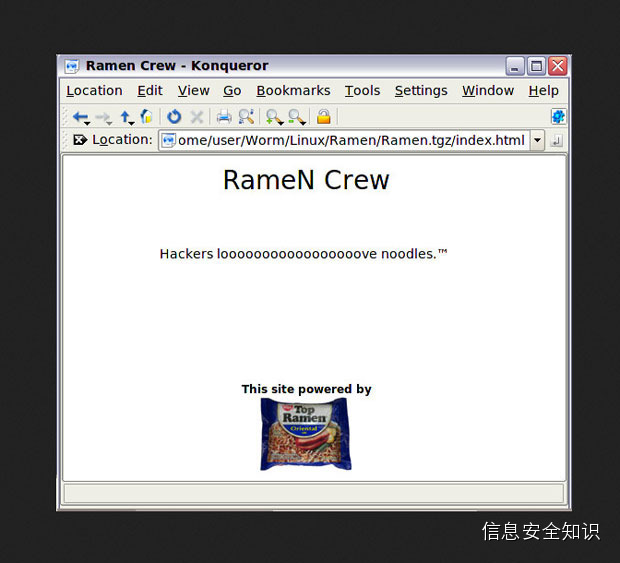 Ramen Crew - Konqueror
Location Edit View Go Bookmarks Tools Settings Window Help
Location: ome/user/Worm/Linux/Ramen/Ramen.tgz/index.html
RameN Crew
Hackers looooooooooooooooove noodles.™
This site powered by
Top
Ramen
Oriental
信息安全知识